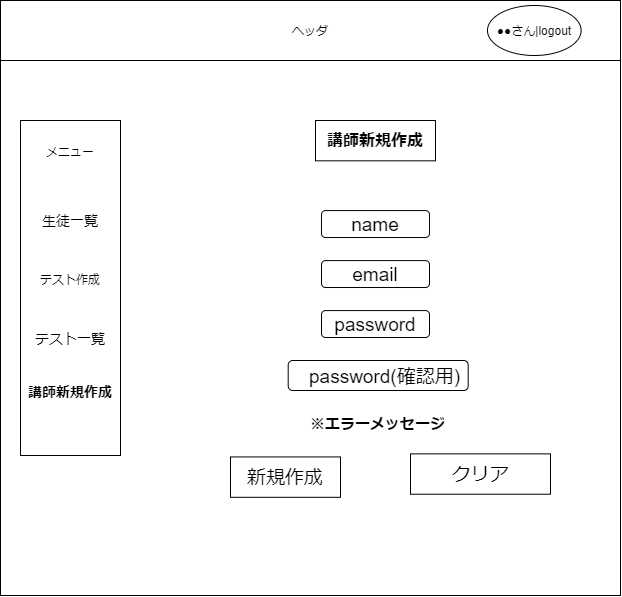 ヘッダ
●●さん|logout
メニュー
生徒一覧
テスト作成
テスト一覧
講師新規作成
講師新規作成
name
email
password
password(確認用)
※エラーメッセージ
新規作成
クリア